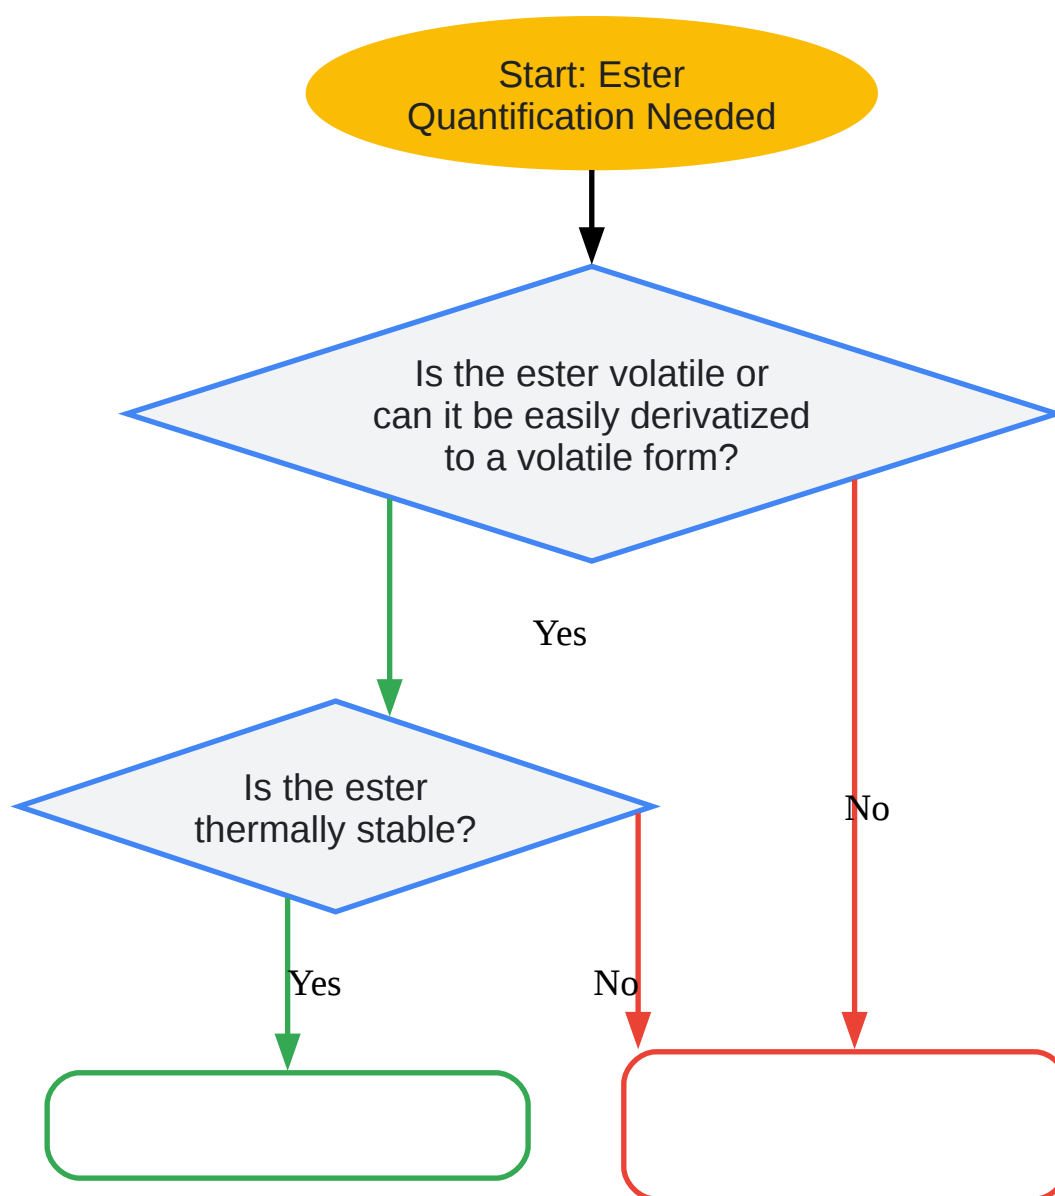 Start: Ester
Quantification Needed
Is the ester volatile or
can it be easily derivatized
to a volatile form?
Yes
Is the ester
thermally stable?
No
Yes
No